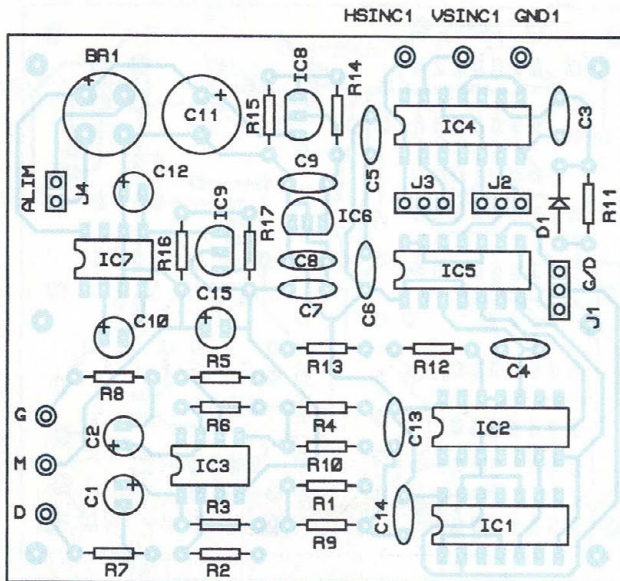 HSINC1 VSINC1 GND1
BR1
C11
R15
IC8
R14
C5
IC4
C3
ALIM
J4
C12
C9
J3
J2
D1
R11
IC7
R16
IC9
R17
IC6
C8
C7
C6
IC5
G/D
J1
C10
C15
R5
R13
R12
C4
R8
G
C2
R6
R4
C13
IC2
M
IC3
R10
C1
R3
R1
C14
D
R9
IC1
R7
R2